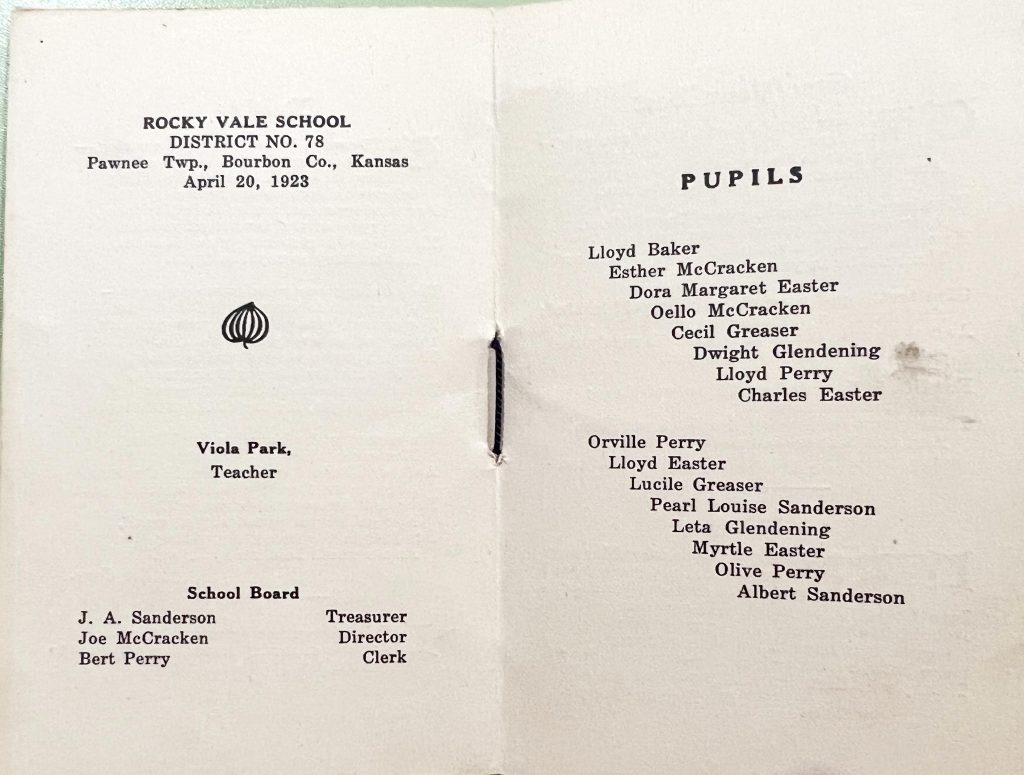 ROCKY VALE SCHOOL
DISTRICT NO. 78
Pawnee Twp., Bourbon Co., Kansas
April 20, 1923
Viola Park,
Teacher
School Board
J. A. Sanderson Treasurer
Joe McCracken Director
Bert Perry Clerk
PUPILS
Lloyd Baker
Esther McCracken
Dora Margaret Easter
Oello McCracken
Cecil Greaser
Dwight Glendening
Lloyd Perry
Charles Easter
Orville Perry
Lloyd Easter
Lucile Greaser
Pearl Louise Sanderson
Leta Glendening
Myrtle Easter
Olive Perry
Albert Sanderson